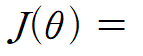 J(θ) =